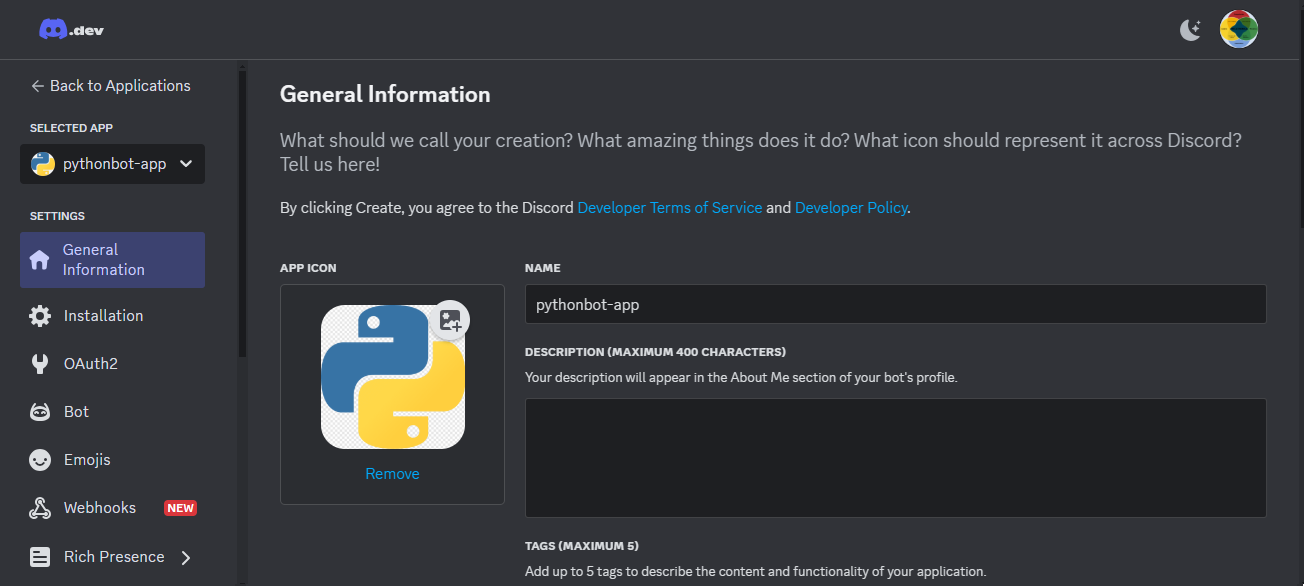 .dev
Back to Applications
SELECTED APP
pythonbot-app
SETTINGS
General
Information
Installation
OAuth2
Bot
Emojis
Webhooks NEW
Rich Presence
General Information
What should we call your creation? What amazing things does it do? What icon should represent it across Discord?
Tell us here!
By clicking Create, you agree to the Discord Developer Terms of Service and Developer Policy.
APP ICON
Remove
NAME
pythonbot-app
DESCRIPTION (MAXIMUM 400 CHARACTERS)
Your description will appear in the About Me section of your bot's profile.
TAGS (MAXIMUM 5)
Add up to 5 tags to describe the content and functionality of your application.